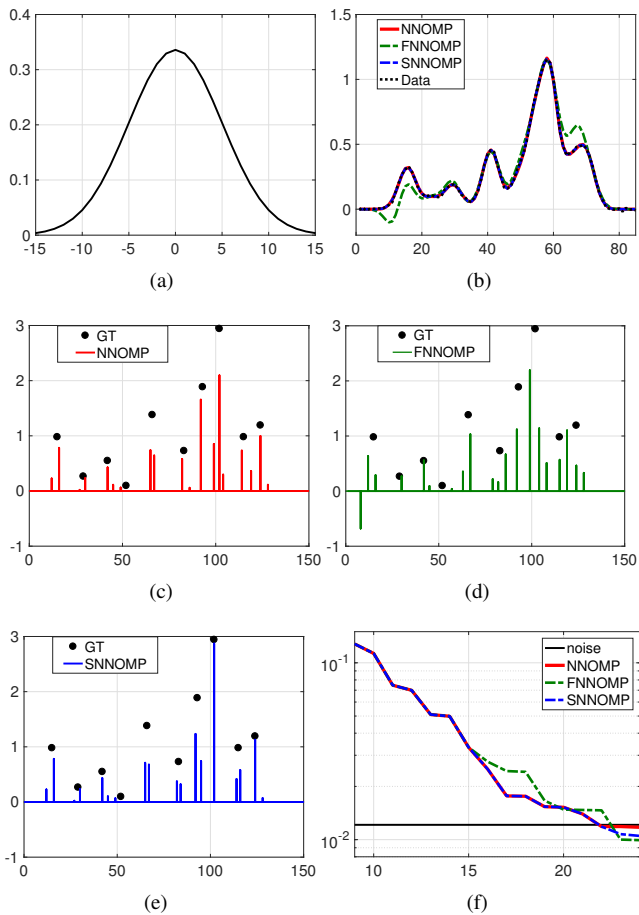 0.4
0.3
0.2
0.1
0
-15 -10 -5 0 5 10 15
(a)
1.5
1
0.5
0
0 20 40 60 80
NNOMP
FNNOMP
SNNOMP
Data
(b)
3
2
1
0
-1
0 50 100 150
GT
NNOMP
(c)
3
2
1
0
-1
0 50 100 150
GT
FNNOMP
(d)
3
2
1
0
-1
0 50 100 150
GT
SNNOMP
(e)
10-1
10-2
10 15 20
noise
NNOMP
FNNOMP
SNNOMP
(f)